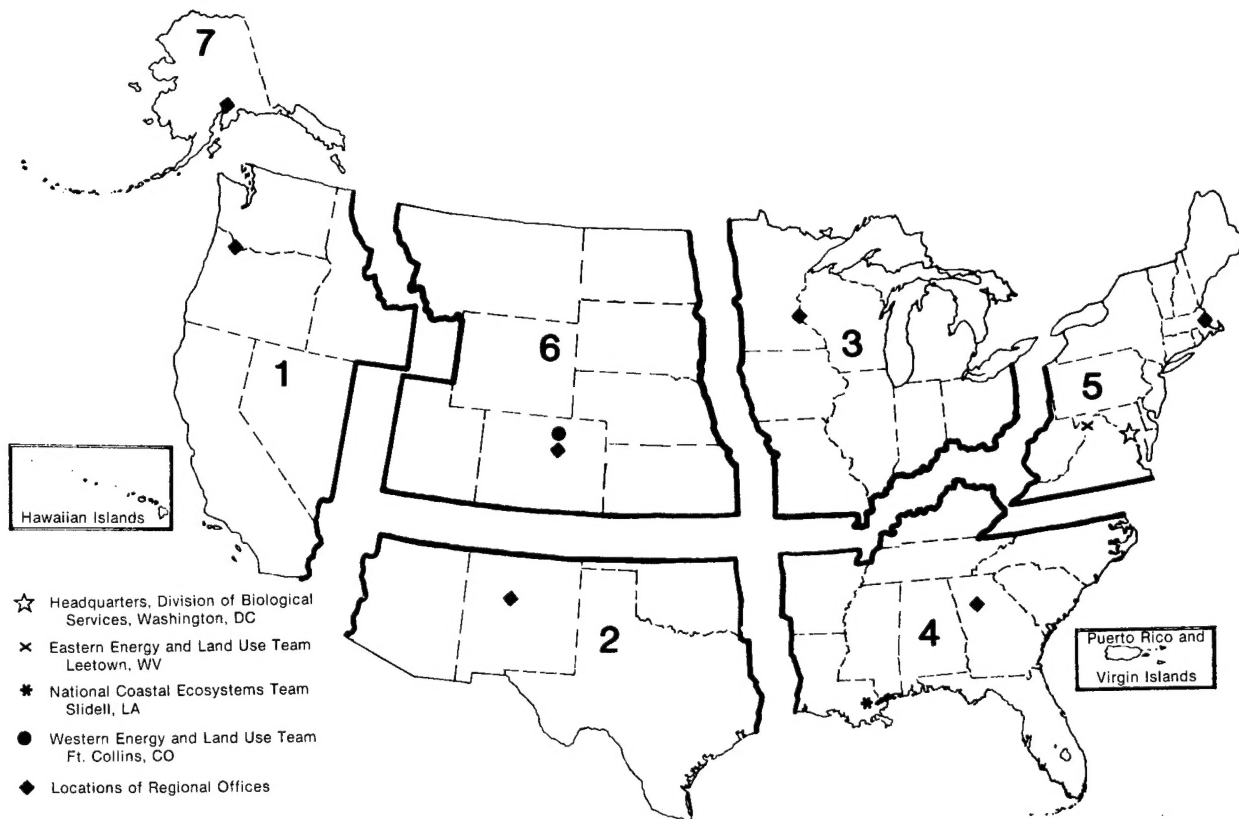 7
6
3
1
5
Hawaiian Islands
2
4
Puerto Rico and
Virgin Islands
Headquarters, Division of Biological
Services, Washington, DC
Eastern Energy and Land Use Team
Leetown, WV
National Coastal Ecosystems Team
Slidell, LA
Western Energy and Land Use Team
Ft. Collins, CO
Locations of Regional Offices